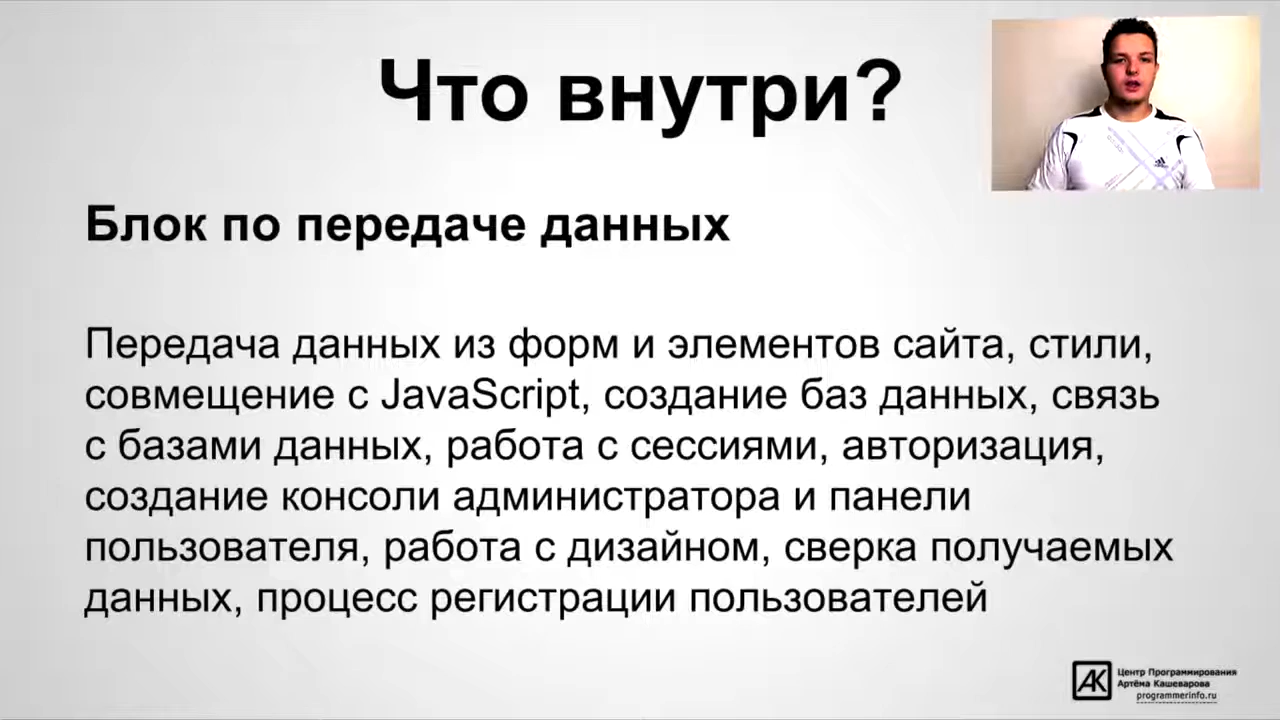 Что внутри?
Блок по передаче данных
Передача данных из форм и элементов сайта, стили,
совмещение с JavaScript, создание баз данных, связь
с базами данных, работа с сессиями, авторизация,
создание консоли администратора и панели
пользователя, работа с дизайном, сверка получаемых
данных, процесс регистрации пользователей
АК
Центр Программирования
Артёма Кашеварова
programmerinfo.ru